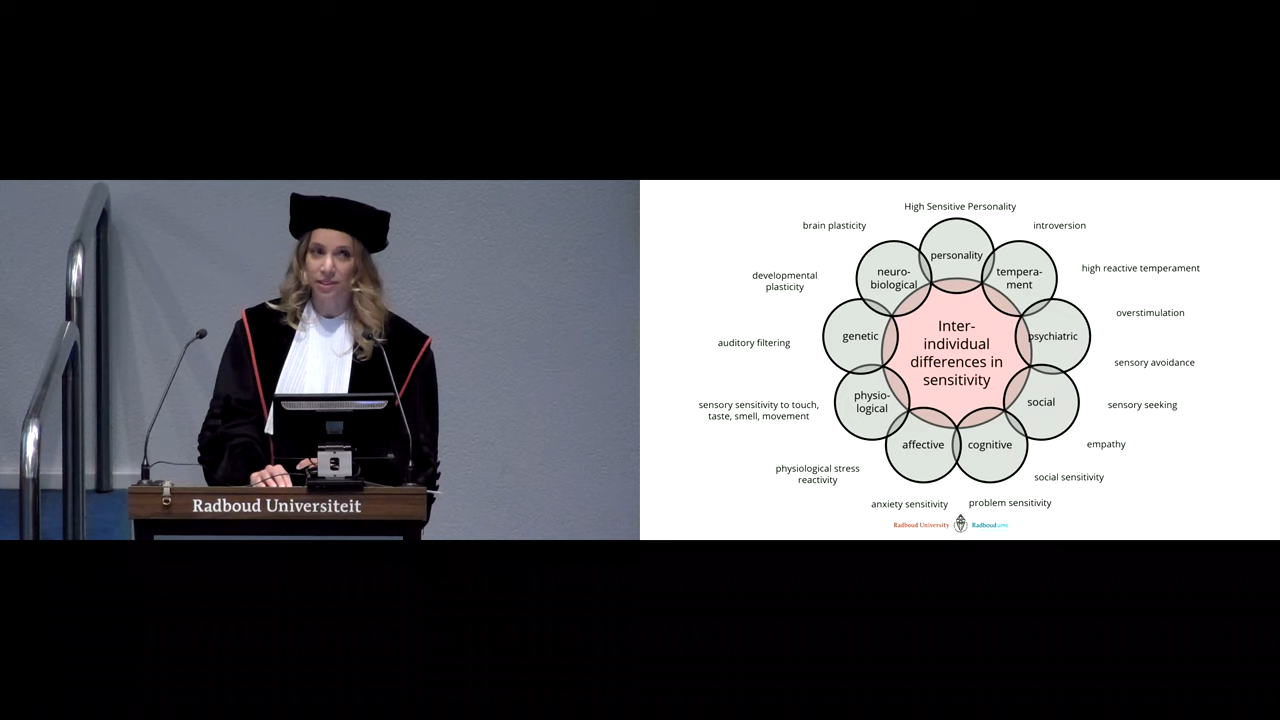 Radboud Universiteit
High Sensitive Personality
brain plasticity
introversion
personality
neuro-
biological
tempera-
ment
developmental
plasticity
high reactive temperament
overstimulation
genetic
Inter-
individual
differences in
sensitivity
psychiatric
auditory filtering
sensory avoidance
physio-
logical
social
sensory sensitivity to touch,
taste, smell, movement
sensory seeking
affective
cognitive
empathy
physiological stress
reactivity
social sensitivity
anxiety sensitivity
problem sensitivity
Radboud University
Radboudumc